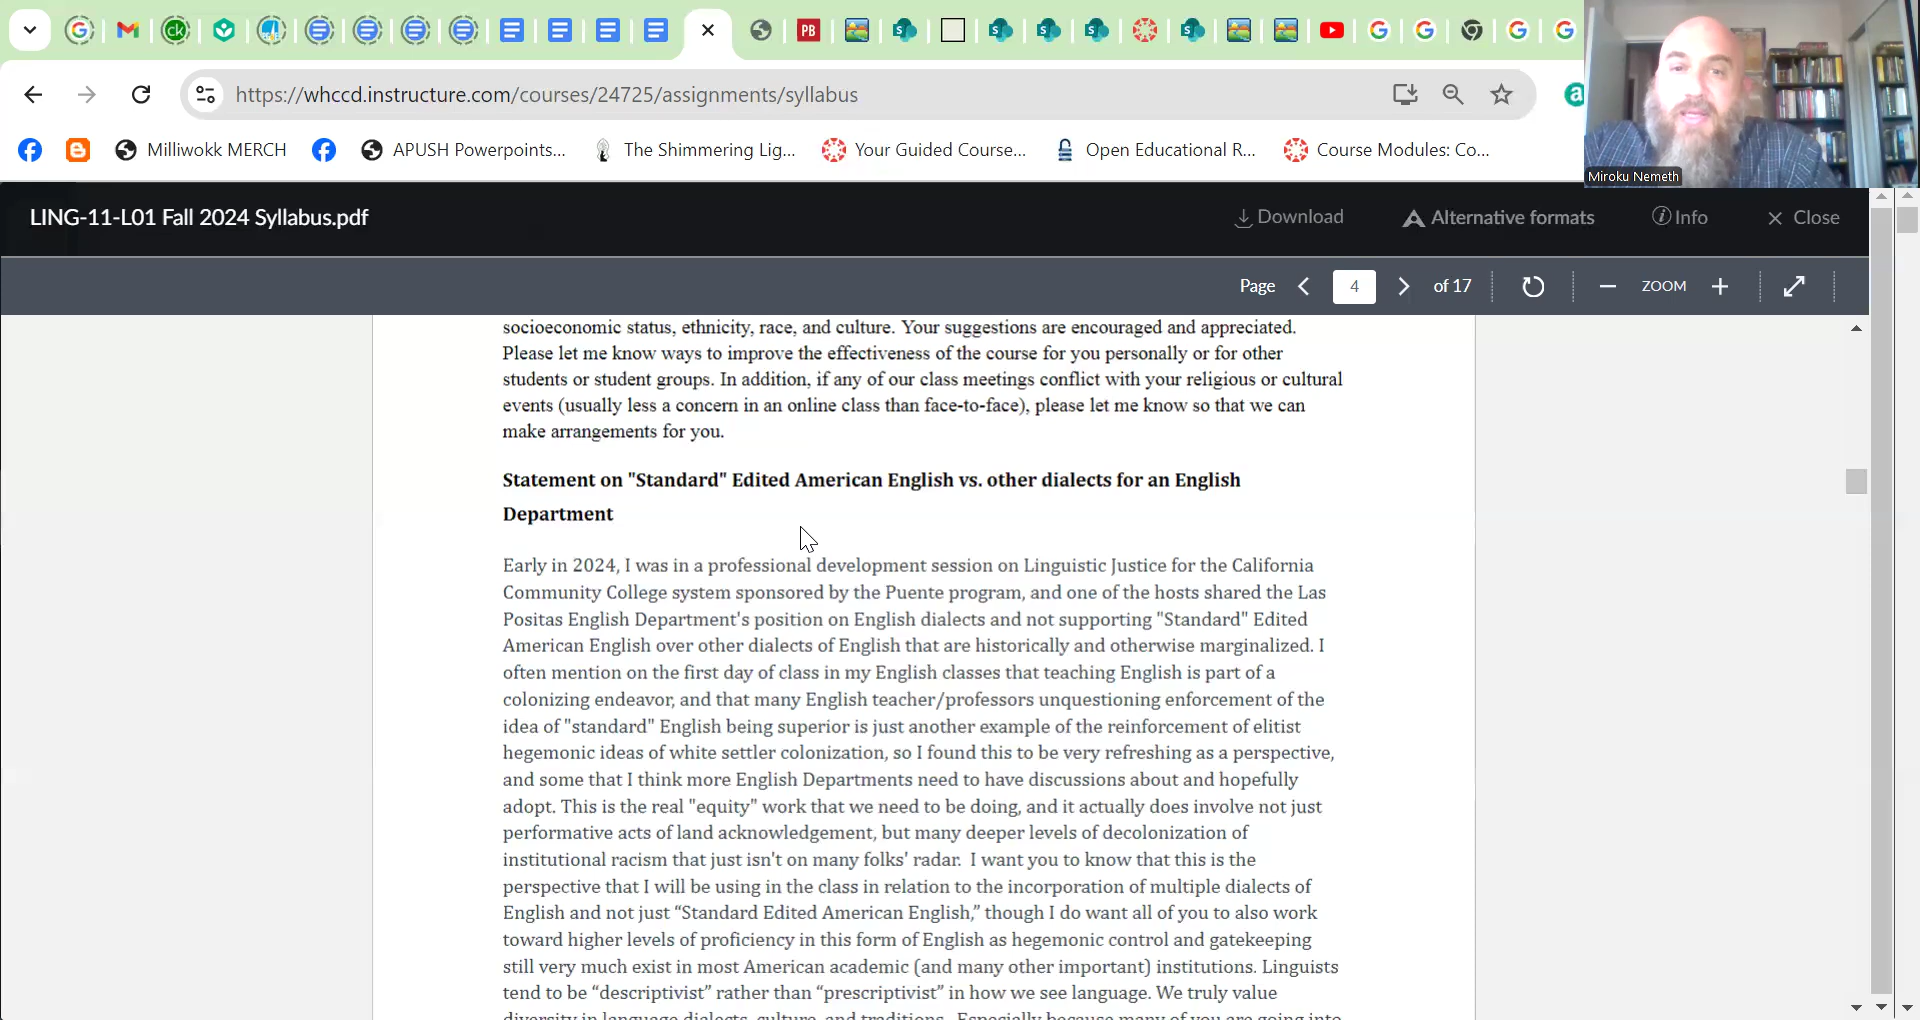 https://whccd.instructure.com/courses/24725/assignments/syllabus
Milliwokk MERCH
APUSH Powerpoints...
The Shimmering Lig...
Your Guided Course...
Open Educational R...
Course Modules: Co...
Miroku Nemeth
LING-11-L01 Fall 2024 Syllabus.pdf
Download
Alternative formats
Info
Close
Page 4 of 17
ZOOM
socioeconomic status, ethnicity, race, and culture. Your suggestions are encouraged and appreciated.
Please let me know ways to improve the effectiveness of the course for you personally or for other
students or student groups. In addition, if any of our class meetings conflict with your religious or cultural
events (usually less a concern in an online class than face-to-face), please let me know so that we can
make arrangements for you.
Statement on "Standard" Edited American English vs. other dialects for an English
Department
Early in 2024, I was in a professional development session on Linguistic Justice for the California
Community College system sponsored by the Puente program, and one of the hosts shared the Las
Positas English Department's position on English dialects and not supporting "Standard" Edited
American English over other dialects of English that are historically and otherwise marginalized. I
often mention on the first day of class in my English classes that teaching English is part of a
colonizing endeavor, and that many English teacher/professors unquestioning enforcement of the
idea of "standard" English being superior is just another example of the reinforcement of elitist
hegemonic ideas of white settler colonization, so I found this to be very refreshing as a perspective,
and some that I think more English Departments need to have discussions about and hopefully
adopt. This is the real "equity" work that we need to be doing, and it actually does involve not just
performative acts of land acknowledgement, but many deeper levels of decolonization of
institutional racism that just isn't on many folks' radar.  I want you to know that this is the
perspective that I will be using in the class in relation to the incorporation of multiple dialects of
English and not just “Standard Edited American English,” though I do want all of you to also work
toward higher levels of proficiency in this form of English as hegemonic control and gatekeeping
still very much exist in most American academic (and many other important) institutions. Linguists
tend to be “descriptivist” rather than “prescriptivist” in how we see language. We truly value
diversity in language dialects, culture, and traditions.  Especially because many of you are going into